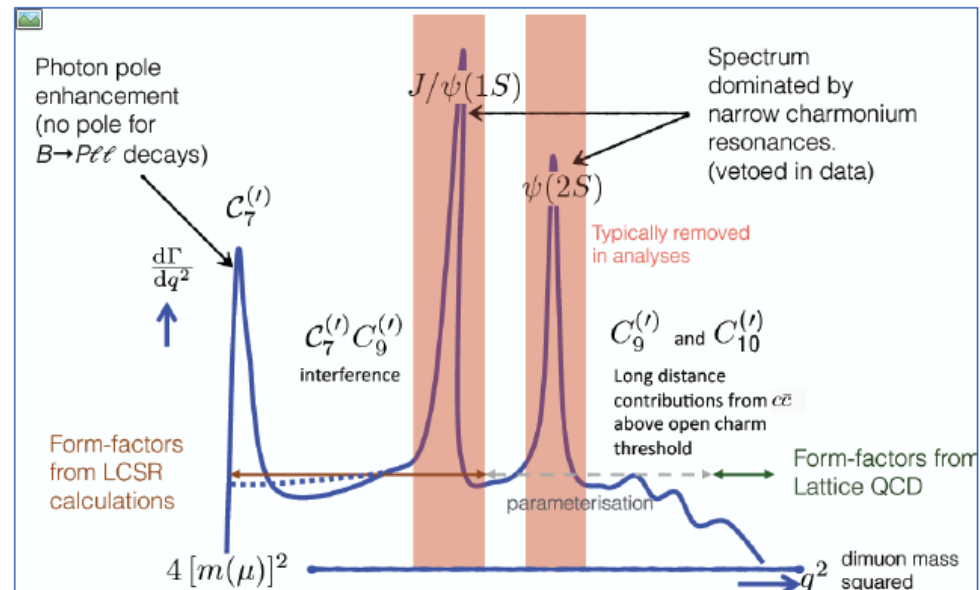 Photon pole
enhancement
(no pole for
B→Pℓℓ decays)
J/ψ(1S)
Spectrum
dominated by
narrow charmonium
resonances.
(vetoed in data)
ψ(2S)
Typically removed
in analyses
𝒞₇⁽′⁾
dΓ
dq²
𝒞₇⁽′⁾ C₉⁽′⁾
interference
C₉⁽′⁾ and C₁₀⁽′⁾
Long distance
contributions from cc̄
above open charm
threshold
Form-factors
from LCSR
calculations
parameterisation
Form-factors from
Lattice QCD
4 [m(μ)]²
q²
dimuon mass
squared